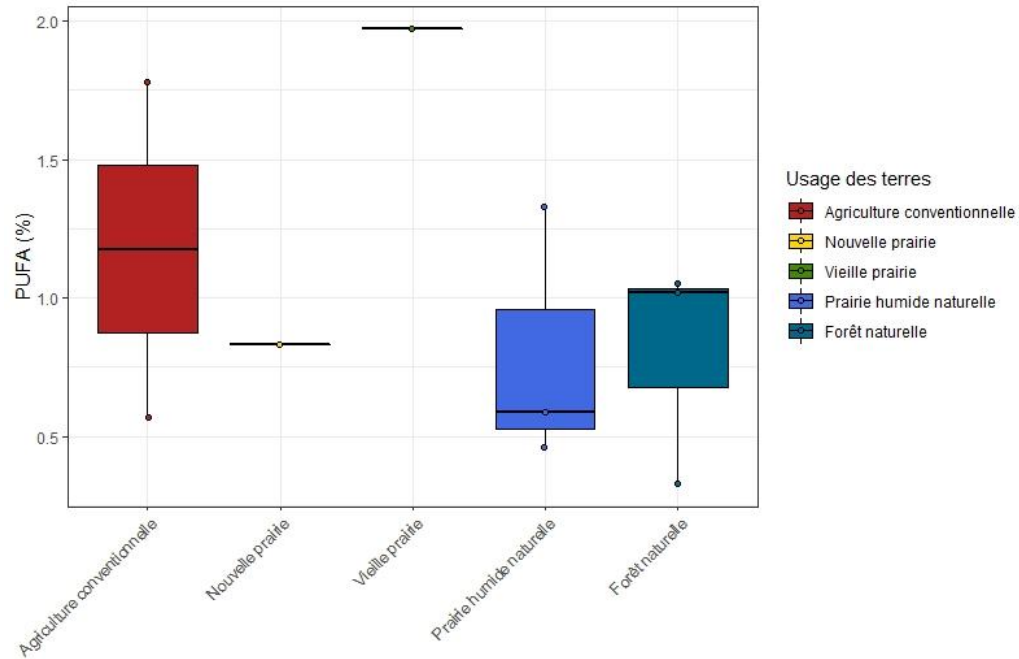 PUFA (%)
2.0
1.5
1.0
0.5
Agriculture conventionnelle
Nouvelle prairie
Vieille prairie
Prairie humide naturelle
Forêt naturelle
Usage des terres
Agriculture conventionnelle
Nouvelle prairie
Vieille prairie
Prairie humide naturelle
Forêt naturelle